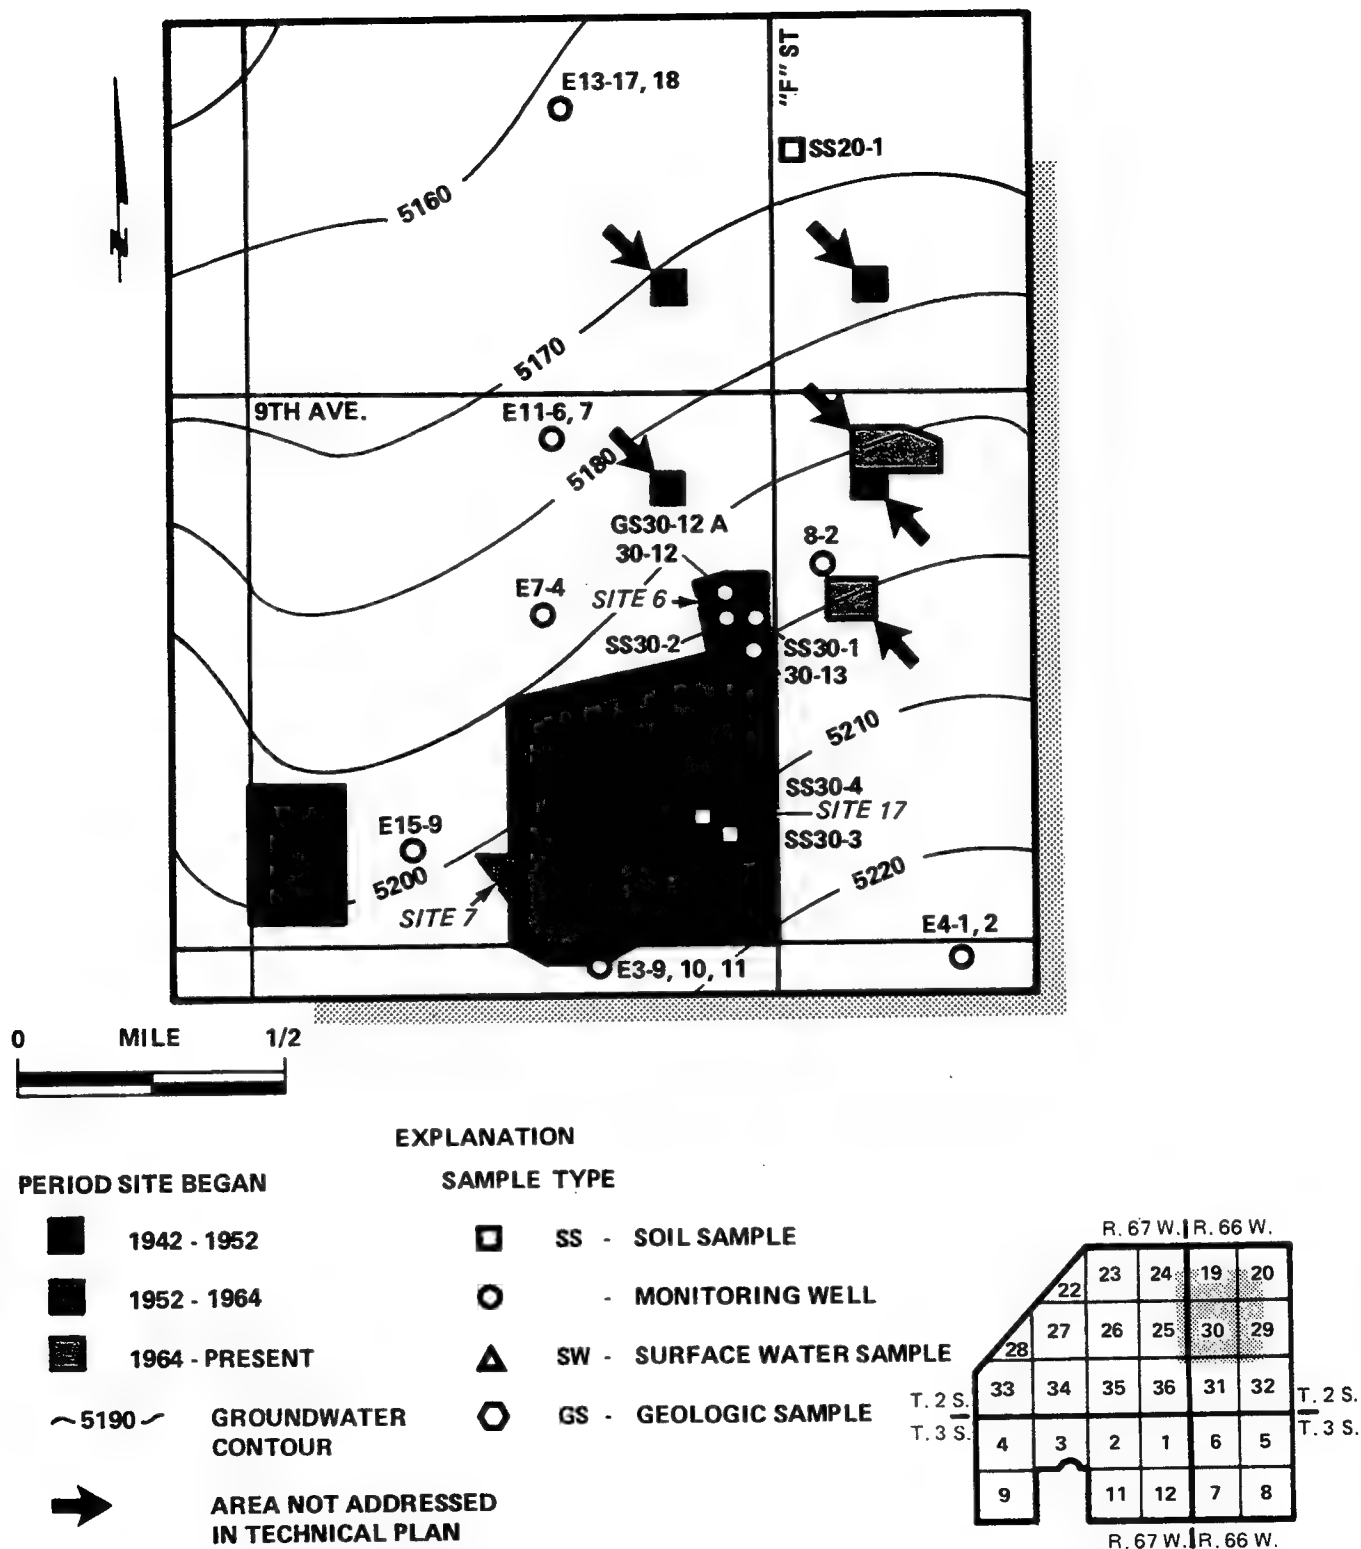 "F" ST
E13-17, 18
SS20-1
5160
5170
9TH AVE.
E11-6, 7
5180
GS30-12 A
30-12
8-2
E7-4
SITE 6
SS30-2
SS30-1
30-13
5210
SS30-4
SITE 17
SS30-3
E15-9
5200
5220
SITE 7
E4-1, 2
E3-9, 10, 11
N
0 MILE 1/2
EXPLANATION
PERIOD SITE BEGAN
1942 - 1952
1952 - 1964
1964 - PRESENT
~5190~ GROUNDWATER
CONTOUR
AREA NOT ADDRESSED
IN TECHNICAL PLAN
SAMPLE TYPE
SS - SOIL SAMPLE
- MONITORING WELL
SW - SURFACE WATER SAMPLE
GS - GEOLOGIC SAMPLE
R. 67 W. R. 66 W.
22 23 24 19 20
28 27 26 25 30 29
33 34 35 36 31 32
T. 2 S. T. 2 S.
T. 3 S. T. 3 S.
4 3 2 1 6 5
9 11 12 7 8
R. 67 W. R. 66 W.